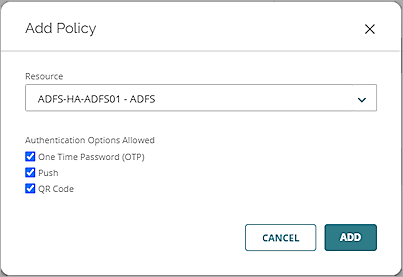 Add Policy
Resource
ADFS-HA-ADFS01 - ADFS
Authentication Options Allowed
One Time Password (OTP)
Push
QR Code
CANCEL
ADD